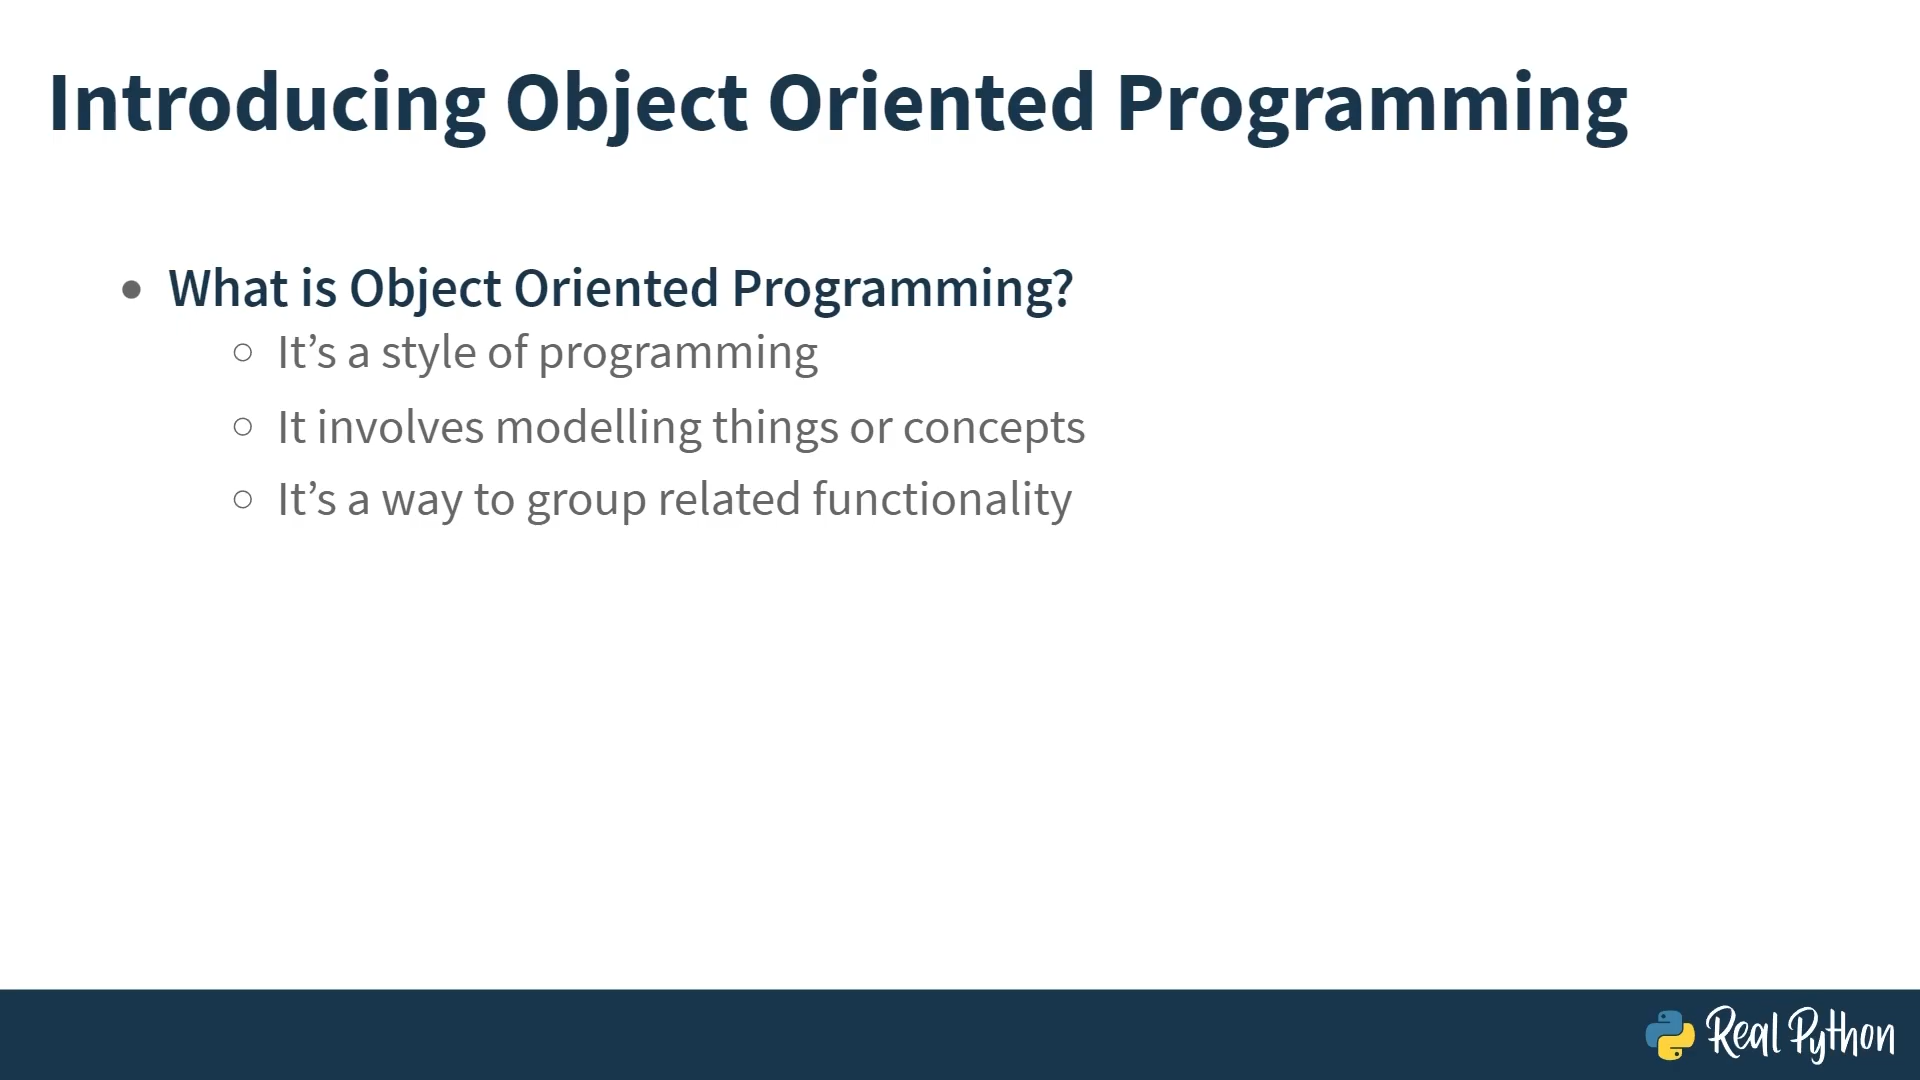 Introducing Object Oriented Programming
• What is Object Oriented Programming?
○ It’s a style of programming
○ It involves modelling things or concepts
○ It’s a way to group related functionality
Real Python